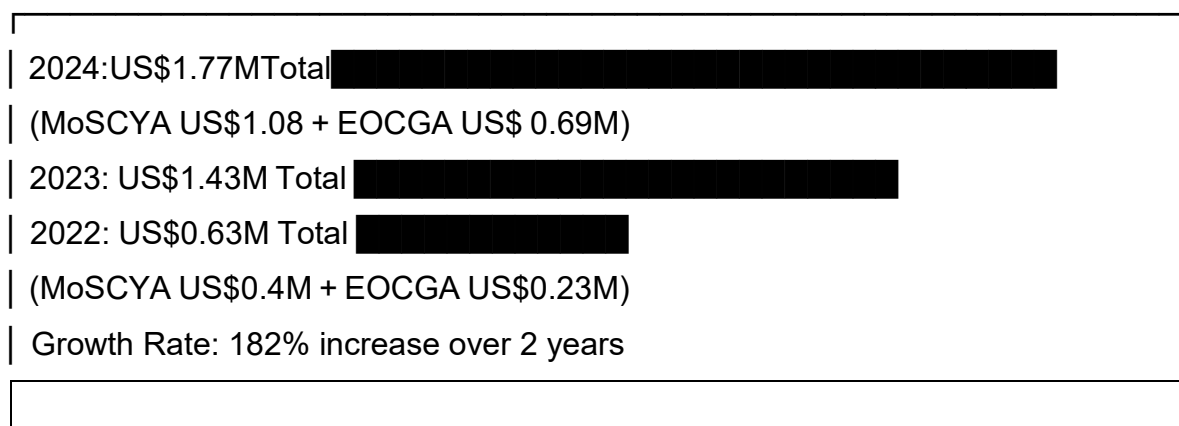 2024:US$1.77MTotal
(MoSCYA US$1.08 + EOCGA US$ 0.69M)
2023: US$1.43M Total
2022: US$0.63M Total
(MoSCYA US$0.4M + EOCGA US$0.23M)
Growth Rate: 182% increase over 2 years